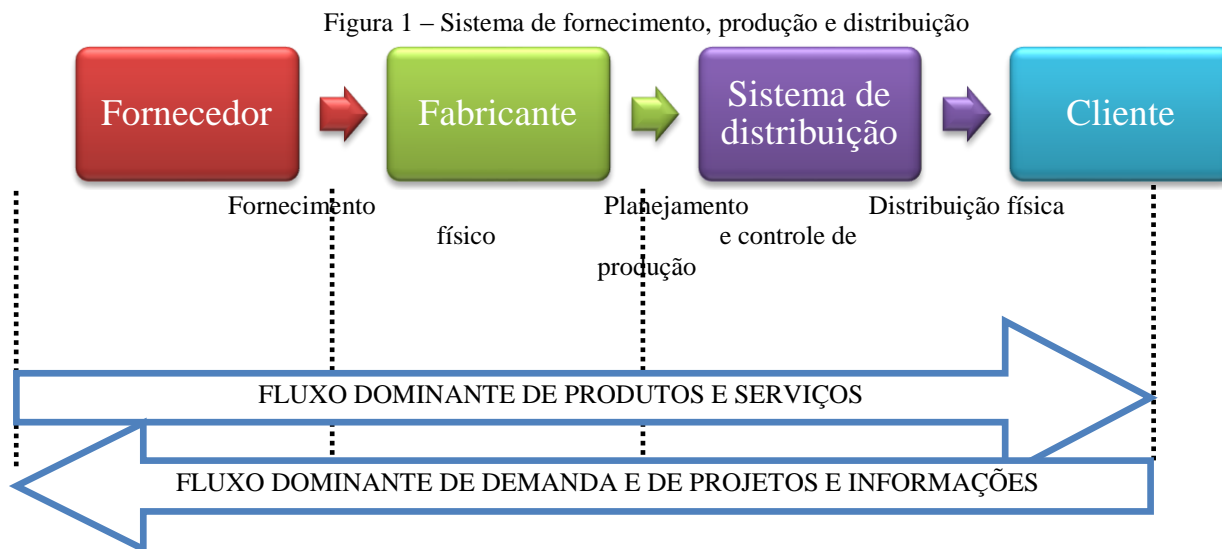 Figura 1 – Sistema de fornecimento, produção e distribuição
Fornecedor
Fabricante
Sistema de
distribuição
Cliente
Fornecimento
físico
Planejamento
e controle de
produção
Distribuição física
FLUXO DOMINANTE DE PRODUTOS E SERVIÇOS
FLUXO DOMINANTE DE DEMANDA E DE PROJETOS E INFORMAÇÕES